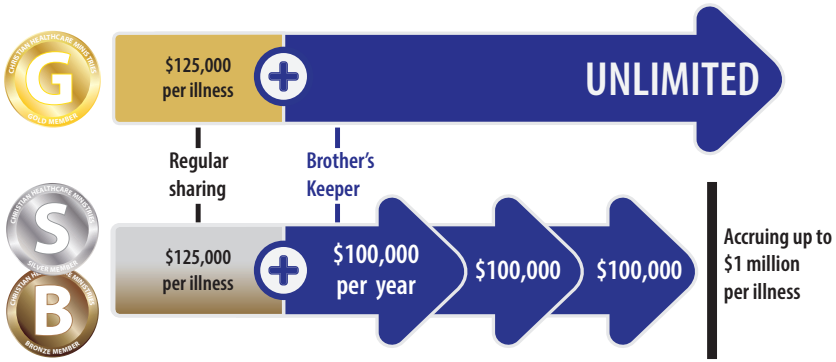 CHRISTIAN HEALTHCARE MINISTRIES
G
GOLD MEMBER
$125,000
per illness
+
UNLIMITED
Regular
sharing
Brother's
Keeper
CHRISTIAN HEALTHCARE MINISTRIES
S
SILVER MEMBER
CHRISTIAN HEALTHCARE MINISTRIES
B
BRONZE MEMBER
$125,000
per illness
+
$100,000
per year
$100,000
$100,000
Accruing up to
$1 million
per illness